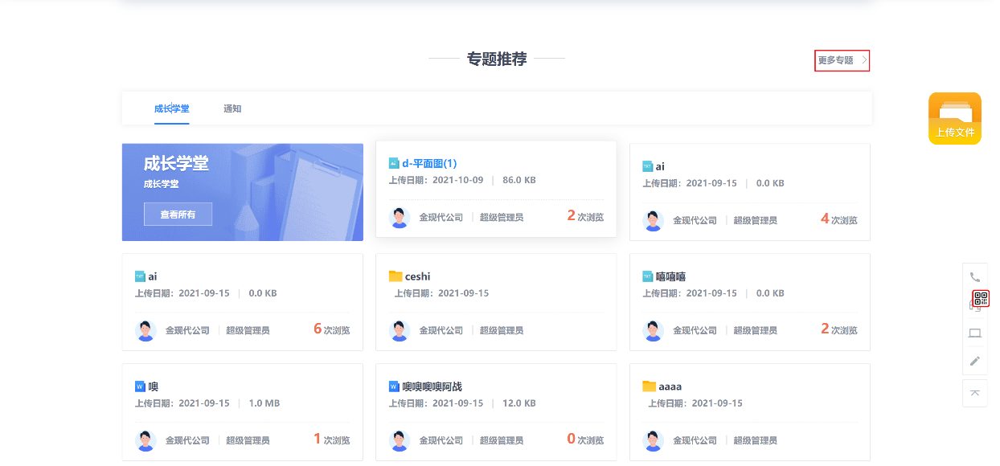 专题推荐
更多专题
成长学堂 通知
上传文件
成长学堂
成长学堂
查看所有
d-平面图(1)
上传日期：2021-10-09 | 86.0 KB
金现代公司 | 超级管理员 2次浏览
TXT ai
上传日期：2021-09-15 | 0.0 KB
金现代公司 | 超级管理员 4次浏览
TXT ai
上传日期：2021-09-15 | 0.0 KB
金现代公司 | 超级管理员 6次浏览
ceshi
上传日期：2021-09-15
金现代公司 | 超级管理员
TXT 嘻嘻嘻
上传日期：2021-09-15 | 0.0 KB
金现代公司 | 超级管理员 2次浏览
W 噢
上传日期：2021-09-15 | 1.0 MB
金现代公司 | 超级管理员 1次浏览
W 噢噢噢噢阿战
上传日期：2021-09-15 | 12.0 KB
金现代公司 | 超级管理员 0次浏览
aaaa
上传日期：2021-09-15
金现代公司 | 超级管理员